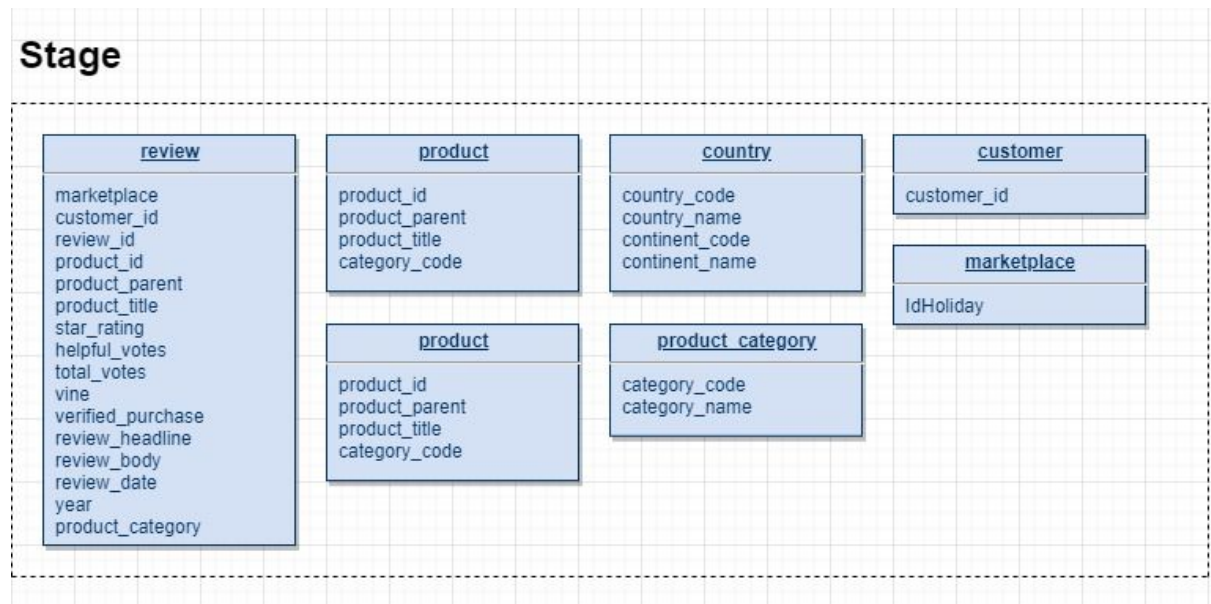 Stage
review
marketplace
customer_id
review_id
product_id
product_parent
product_title
star_rating
helpful_votes
total_votes
vine
verified_purchase
review_headline
review_body
review_date
year
product_category
product
product_id
product_parent
product_title
category_code
product
product_id
product_parent
product_title
category_code
country
country_code
country_name
continent_code
continent_name
product_category
category_code
category_name
customer
customer_id
marketplace
IdHoliday